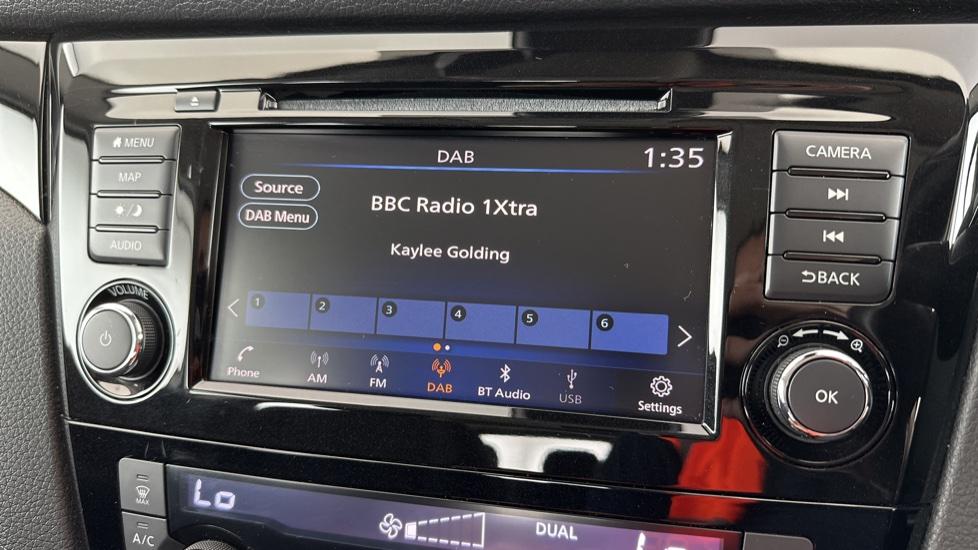 MENU
MAP
AUDIO
VOLUME
DAB
1:35
Source
DAB Menu
BBC Radio 1Xtra
Kaylee Golding
1 2 3 4 5 6
Phone AM FM DAB BT Audio USB Settings
CAMERA
BACK
OK
MAX
A/C
Lo
DUAL